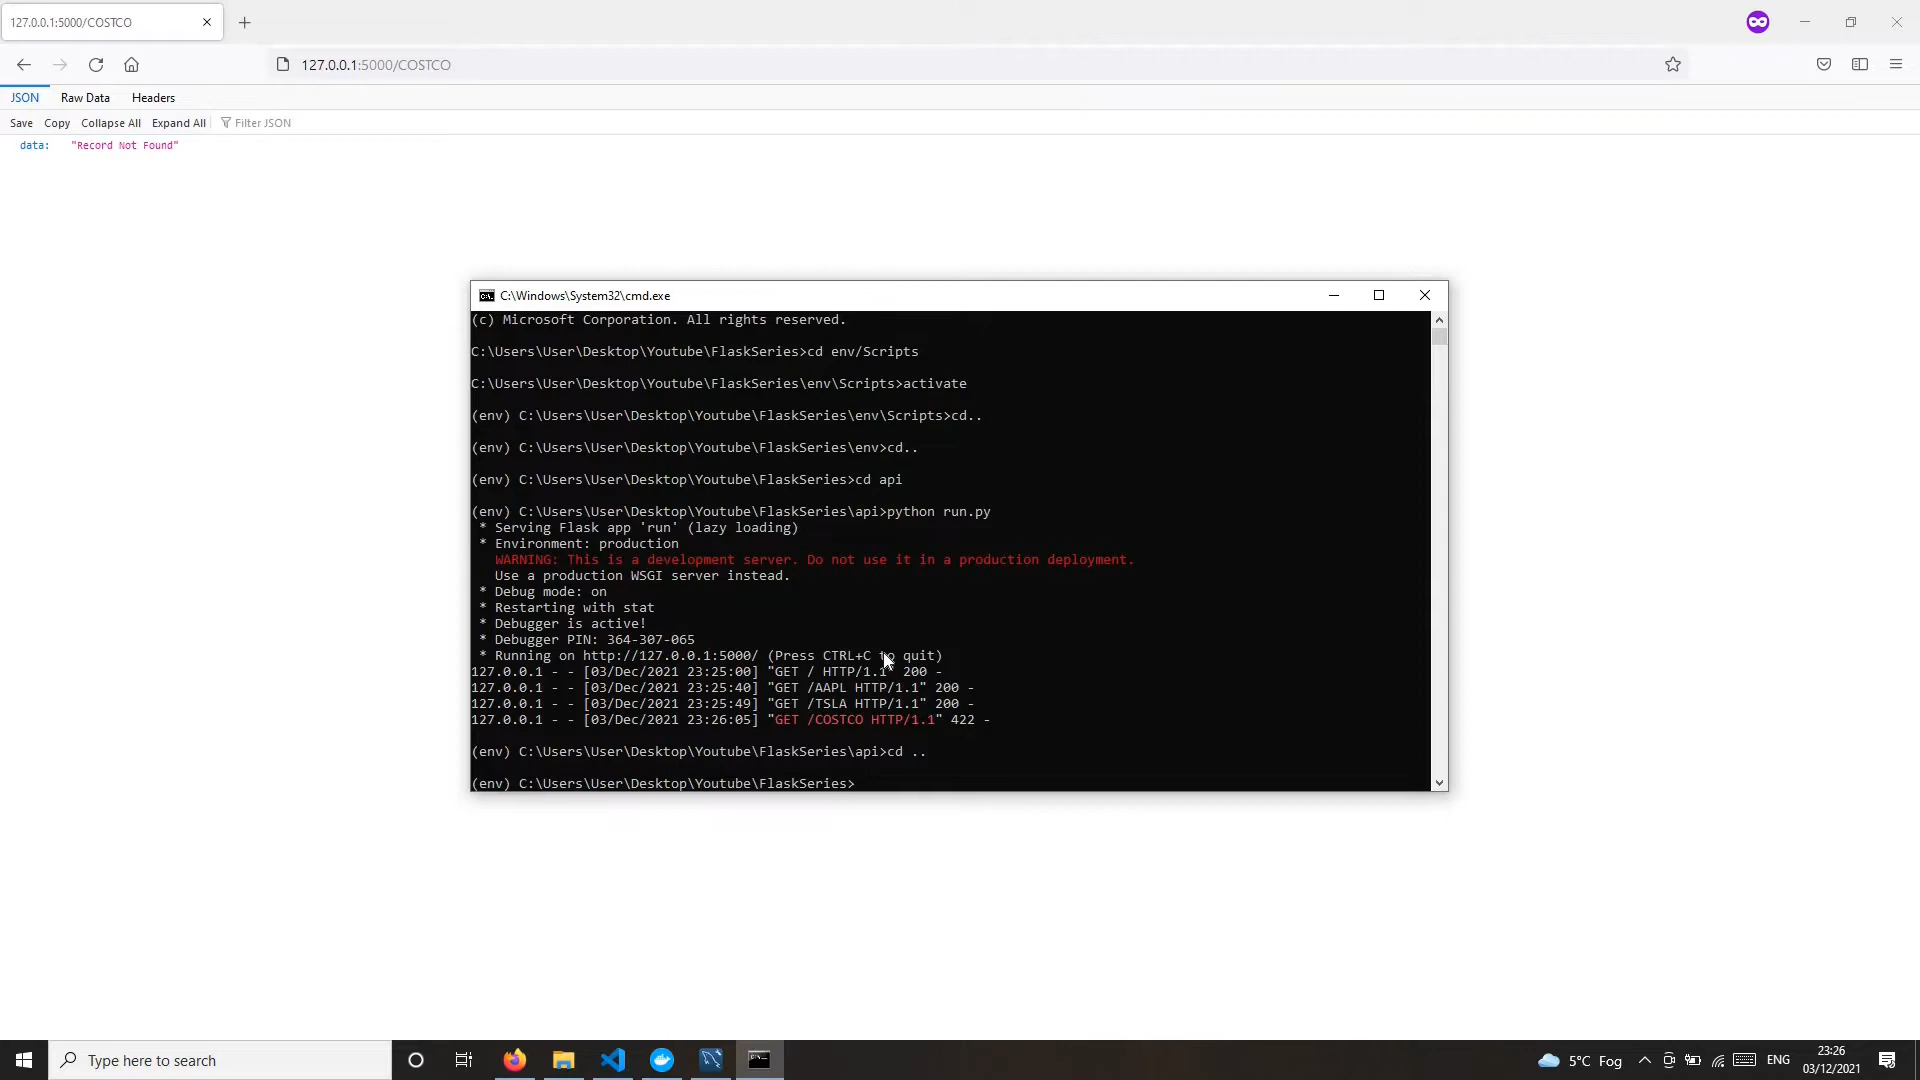 127.0.0.1:5000/COSTCO
127.0.0.1:5000/COSTCO
JSON Raw Data Headers
Save Copy Collapse All Expand All Filter JSON
data: "Record Not Found"
C:\Windows\System32\cmd.exe
(c) Microsoft Corporation. All rights reserved.
C:\Users\User\Desktop\Youtube\FlaskSeries>cd env/Scripts
C:\Users\User\Desktop\Youtube\FlaskSeries\env\Scripts>activate
(env) C:\Users\User\Desktop\Youtube\FlaskSeries\env\Scripts>cd..
(env) C:\Users\User\Desktop\Youtube\FlaskSeries\env>cd..
(env) C:\Users\User\Desktop\Youtube\FlaskSeries>cd api
(env) C:\Users\User\Desktop\Youtube\FlaskSeries\api>python run.py
* Serving Flask app 'run' (lazy loading)
* Environment: production
WARNING: This is a development server. Do not use it in a production deployment.
Use a production WSGI server instead.
* Debug mode: on
* Restarting with stat
* Debugger is active!
* Debugger PIN: 364-307-065
* Running on http://127.0.0.1:5000/ (Press CTRL+C to quit)
127.0.0.1 - - [03/Dec/2021 23:25:00] "GET / HTTP/1.1" 200 -
127.0.0.1 - - [03/Dec/2021 23:25:40] "GET /AAPL HTTP/1.1" 200 -
127.0.0.1 - - [03/Dec/2021 23:25:49] "GET /TSLA HTTP/1.1" 200 -
127.0.0.1 - - [03/Dec/2021 23:26:05] "GET /COSTCO HTTP/1.1" 422 -
(env) C:\Users\User\Desktop\Youtube\FlaskSeries\api>cd ..
(env) C:\Users\User\Desktop\Youtube\FlaskSeries>
Type here to search
5°C Fog
ENG
23:26
03/12/2021